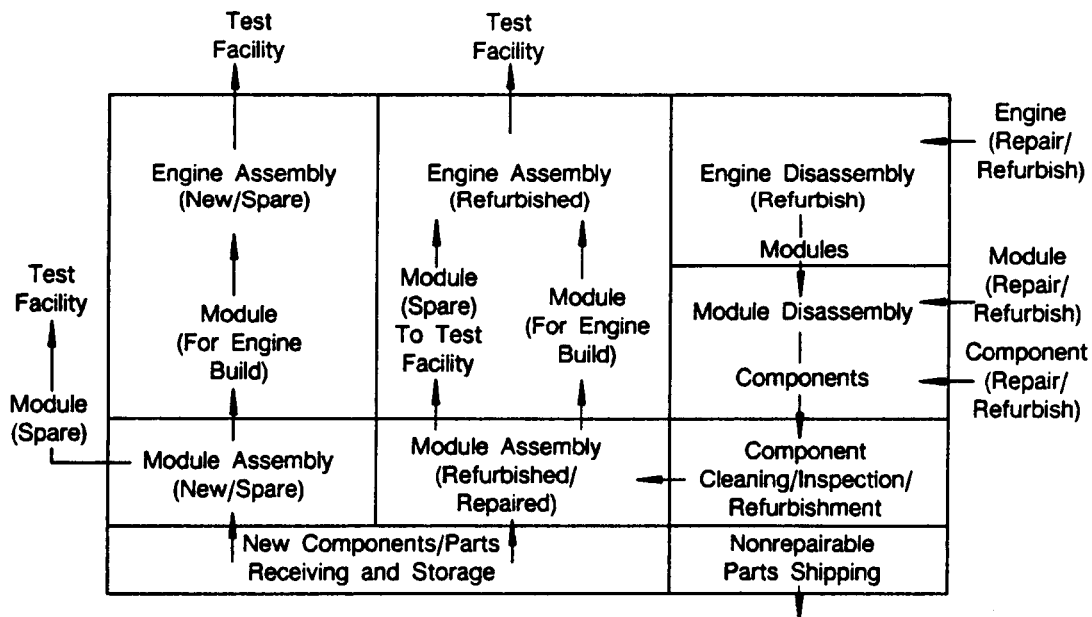 Test
Facility
Test
Facility
Engine
(Repair/
Refurbish)
Engine Assembly
(New/Spare)
Engine Assembly
(Refurbished)
Engine Disassembly
(Refurbish)
Modules
Test
Facility
Module
(For Engine
Build)
Module
(Spare)
To Test
Facility
Module
(For Engine
Build)
Module Disassembly
Module
(Repair/
Refurbish)
Components
Component
(Repair/
Refurbish)
Module
(Spare)
Module Assembly
(New/Spare)
Module Assembly
(Refurbished/
Repaired)
Component
Cleaning/Inspection/
Refurbishment
New Components/Parts
Receiving and Storage
Nonrepairable
Parts Shipping